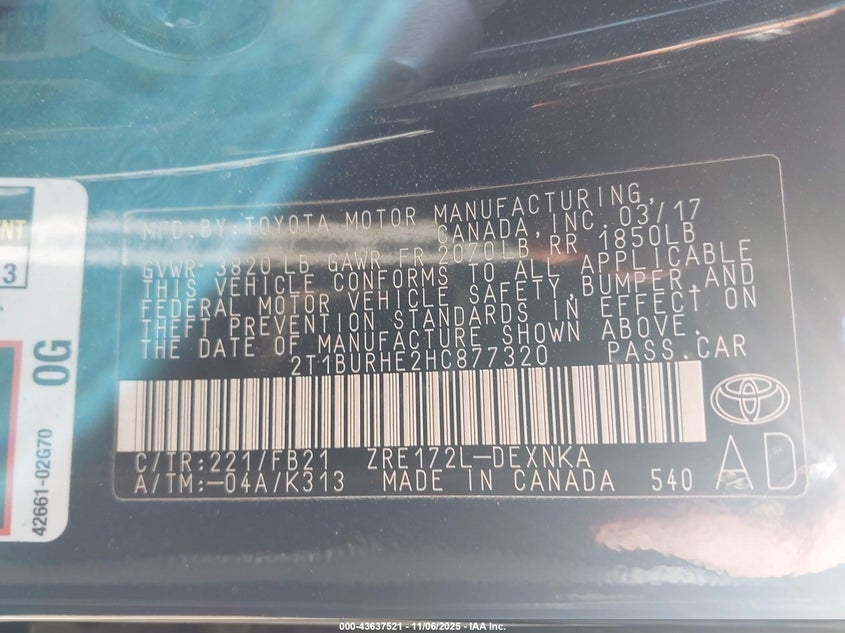 MFD.BY:TOYOTA MOTOR MANUFACTURING,
CANADA,INC. 03/17
GVWR 3820 LB GAWR FR 2070LB RR 1850LB
THIS VEHICLE CONFORMS TO ALL APPLICABLE
FEDERAL MOTOR VEHICLE SAFETY,BUMPER,AND
THEFT PREVENTION STANDARDS IN EFFECT ON
THE DATE OF MANUFACTURE SHOWN ABOVE.
2T1BURHE2HC877320 PASS.CAR
C/TR:221/FB21 ZRE172L-DEXNKA
A/TM:-04A/K313 MADE IN CANADA 540
AD
3
OG
42661-02G70
000-43637521 - 11/06/2025 - IAA Inc.